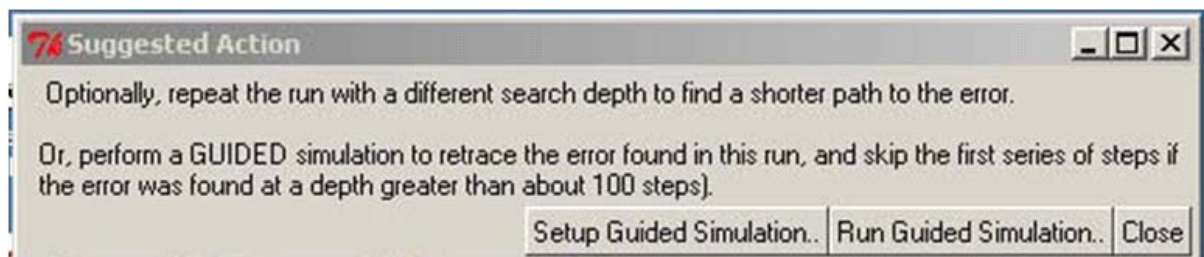 Suggested Action
Optionally, repeat the run with a different search depth to find a shorter path to the error.
Or, perform a GUIDED simulation to retrace the error found in this run, and skip the first series of steps if
the error was found at a depth greater than about 100 steps).
Setup Guided Simulation.. Run Guided Simulation.. Close